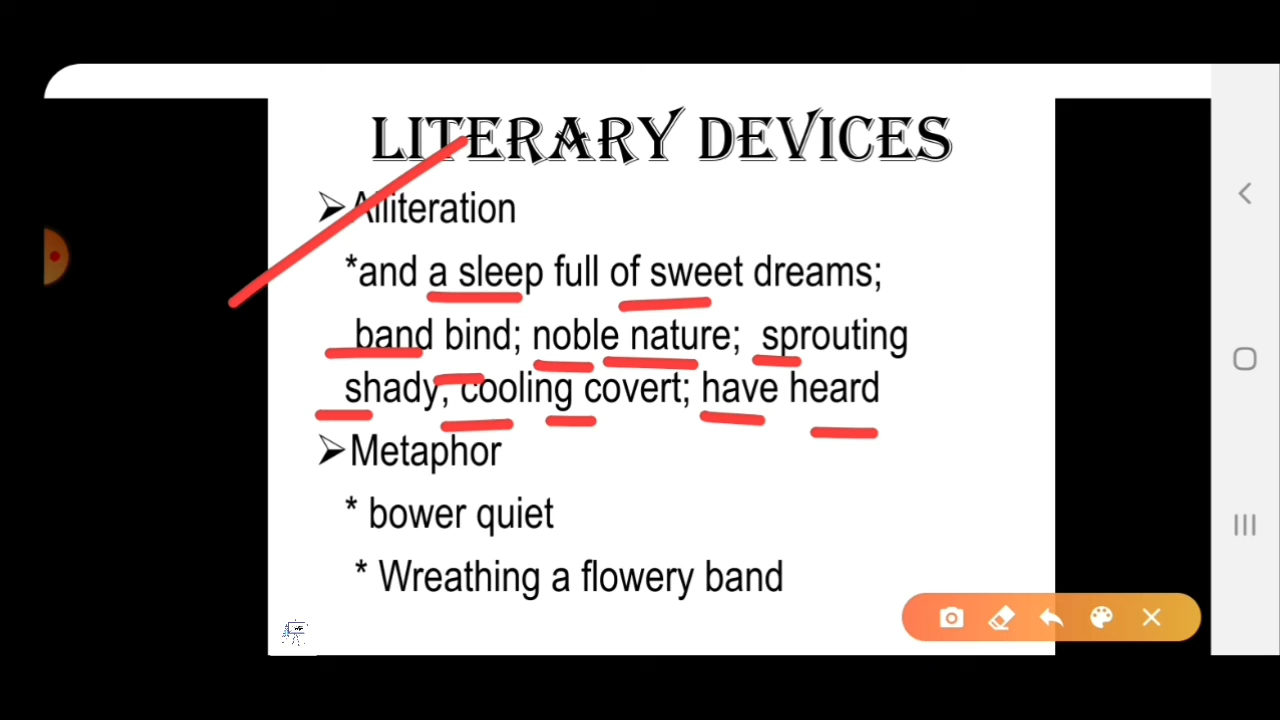 LITERARY DEVICES
➢Alliteration
*and a sleep full of sweet dreams;
band bind; noble nature; sprouting
shady, cooling covert; have heard
➢Metaphor
* bower quiet
* Wreathing a flowery band